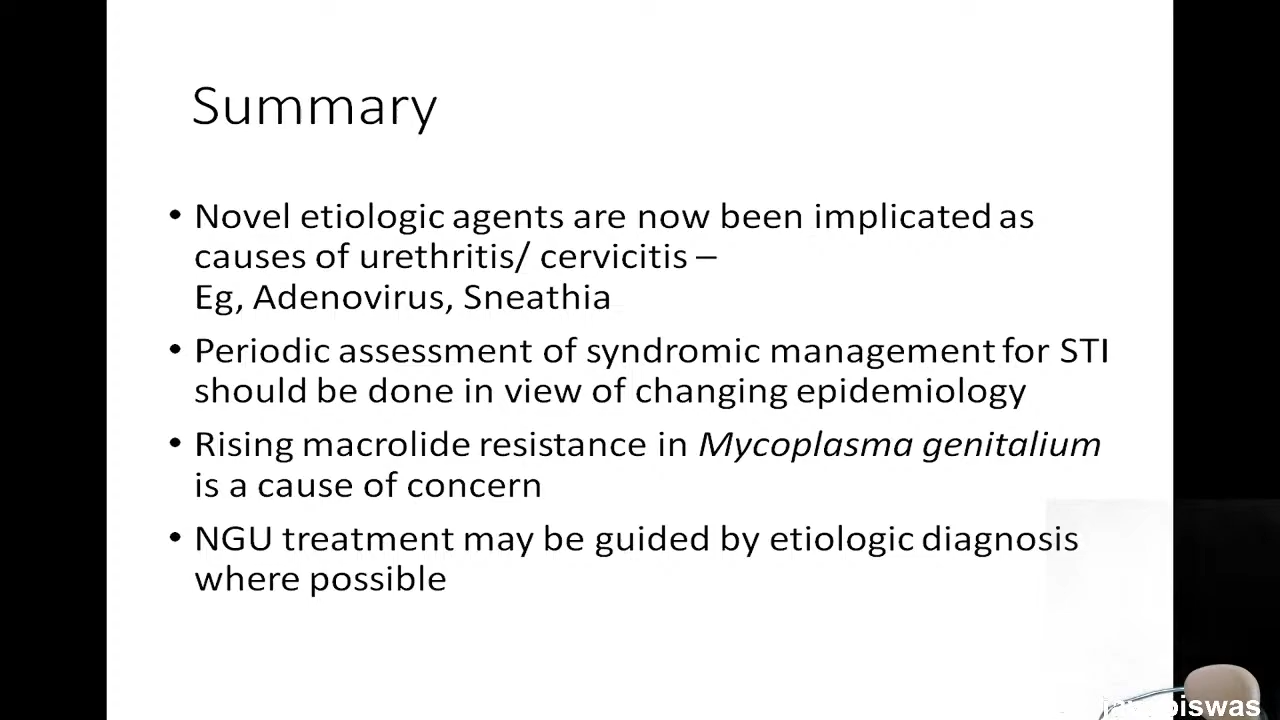 Summary
• Novel etiologic agents are now been implicated as
causes of urethritis/ cervicitis –
Eg, Adenovirus, Sneathia
• Periodic assessment of syndromic management for STI
should be done in view of changing epidemiology
• Rising macrolide resistance in Mycoplasma genitalium
is a cause of concern
• NGU treatment may be guided by etiologic diagnosis
where possible